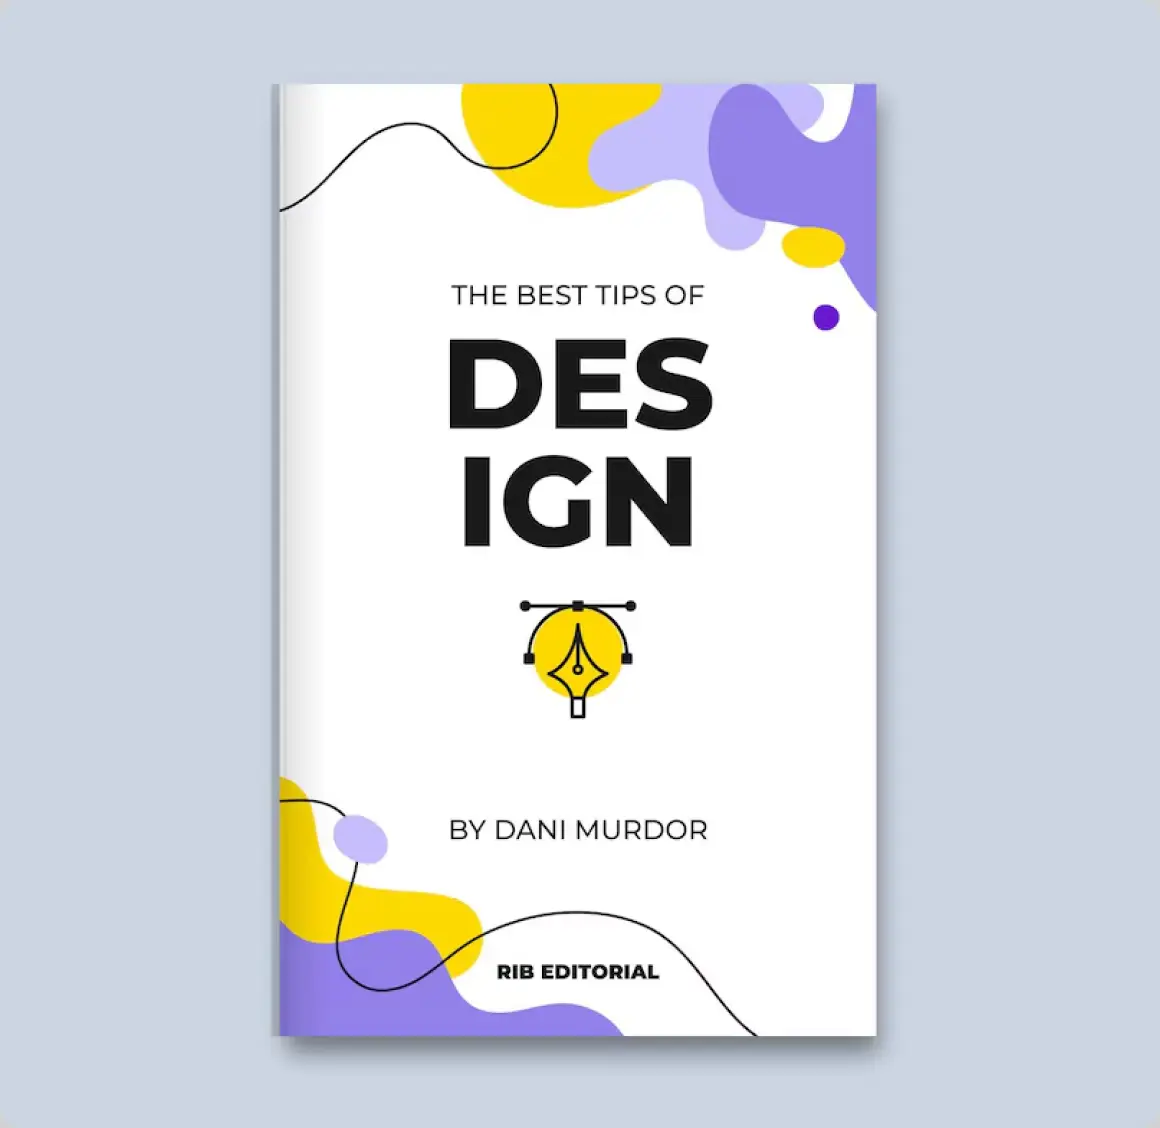 THE BEST TIPS OF
DES
IGN
BY DANI MURDOR
RIB EDITORIAL